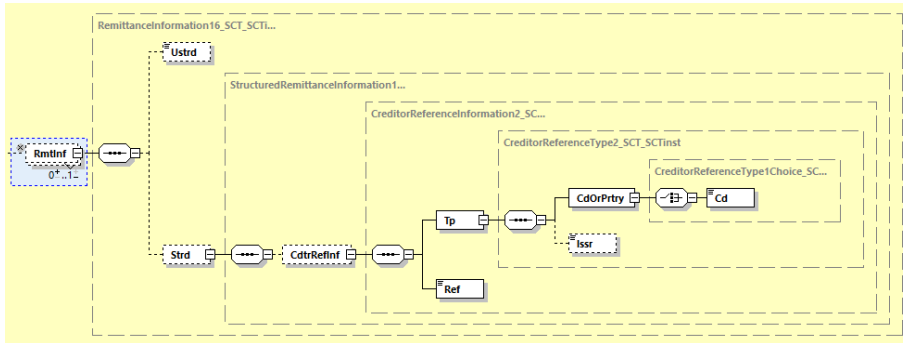 RemittanceInformation16_SCT_SCTi...
Ustrd
StructuredRemittanceInformation1...
CreditorReferenceInformation2_SC...
CreditorReferenceType2_SCT_SCTinst
CreditorReferenceType1Choice_SC...
RmtInf
0..1
CdOrPrtry
Cd
Tp
Issr
Strd
CdtrRefInf
Ref